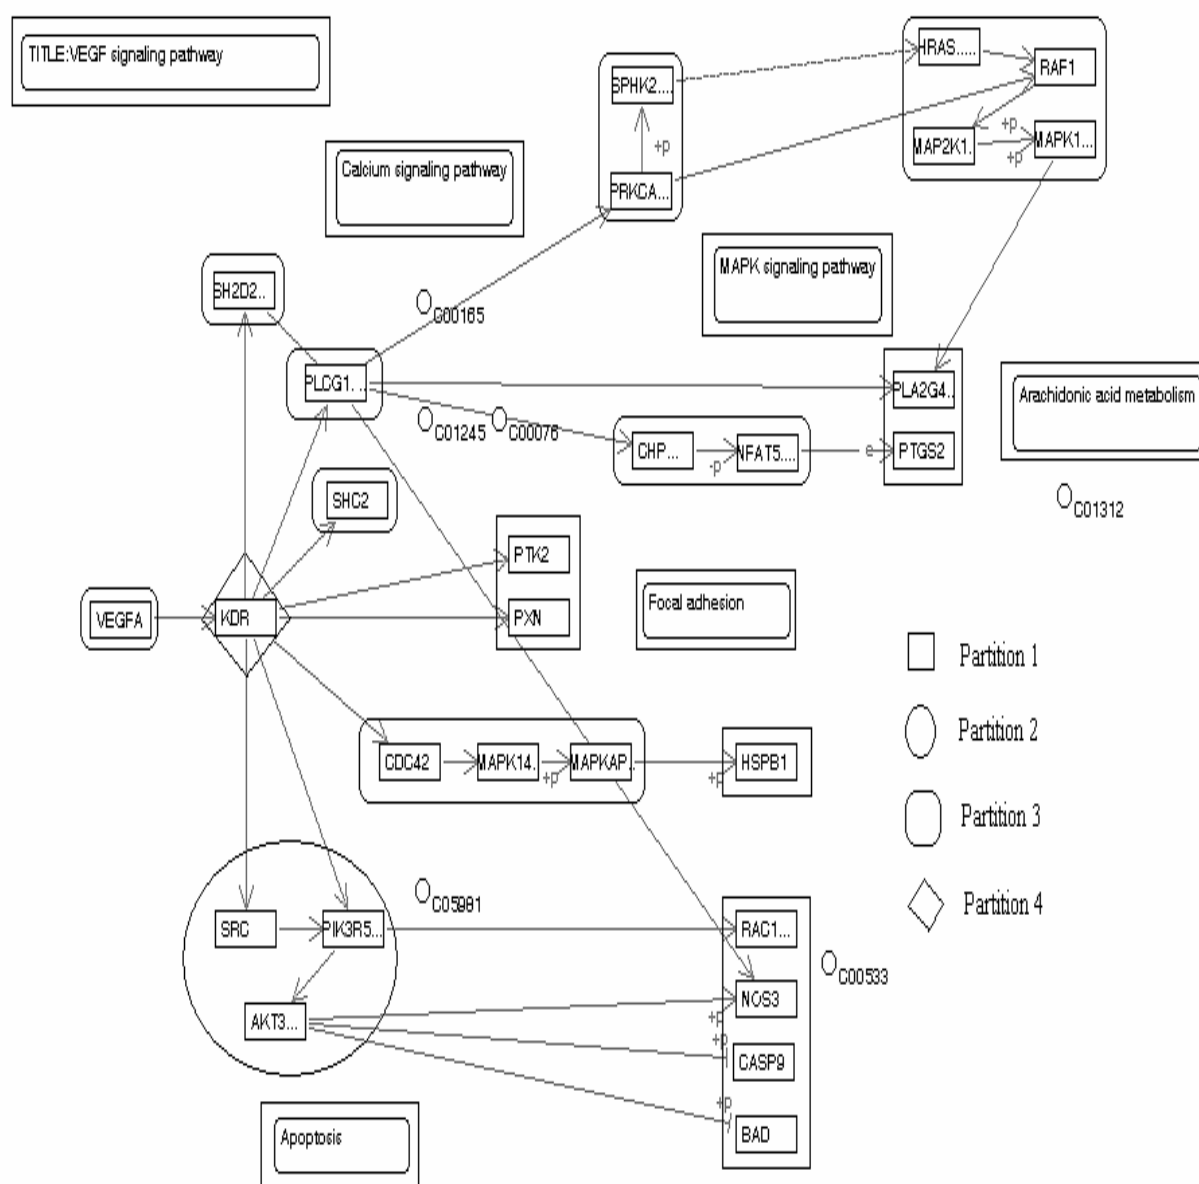 TITLE:VEGF signaling pathway
HRAS.....
RAF1
SPHK2....
+p
MAP2K1.
+p
MAPK1...
+p
Calcium signaling pathway
PRKCA...
MAPK signaling pathway
SH2D2..
C00165
PLCG1. ...
PLA2G4..
Arachidonic acid metabolism
C01245
C00076
CHP...
-p
NFAT5....
e
PTGS2
SHC2
C01312
PTK2
VEGFA
KDR
PXN
Focal adhesion
Partition 1
Partition 2
CDC42
MAPK14.
+p
MAPKAP..
+p
HSPB1
Partition 3
C05981
Partition 4
SRC
PIK3R5...
RAC1...
C00533
AKT3...
NOS3
+p
+p
CASP9
+p
BAD
Apoptosis